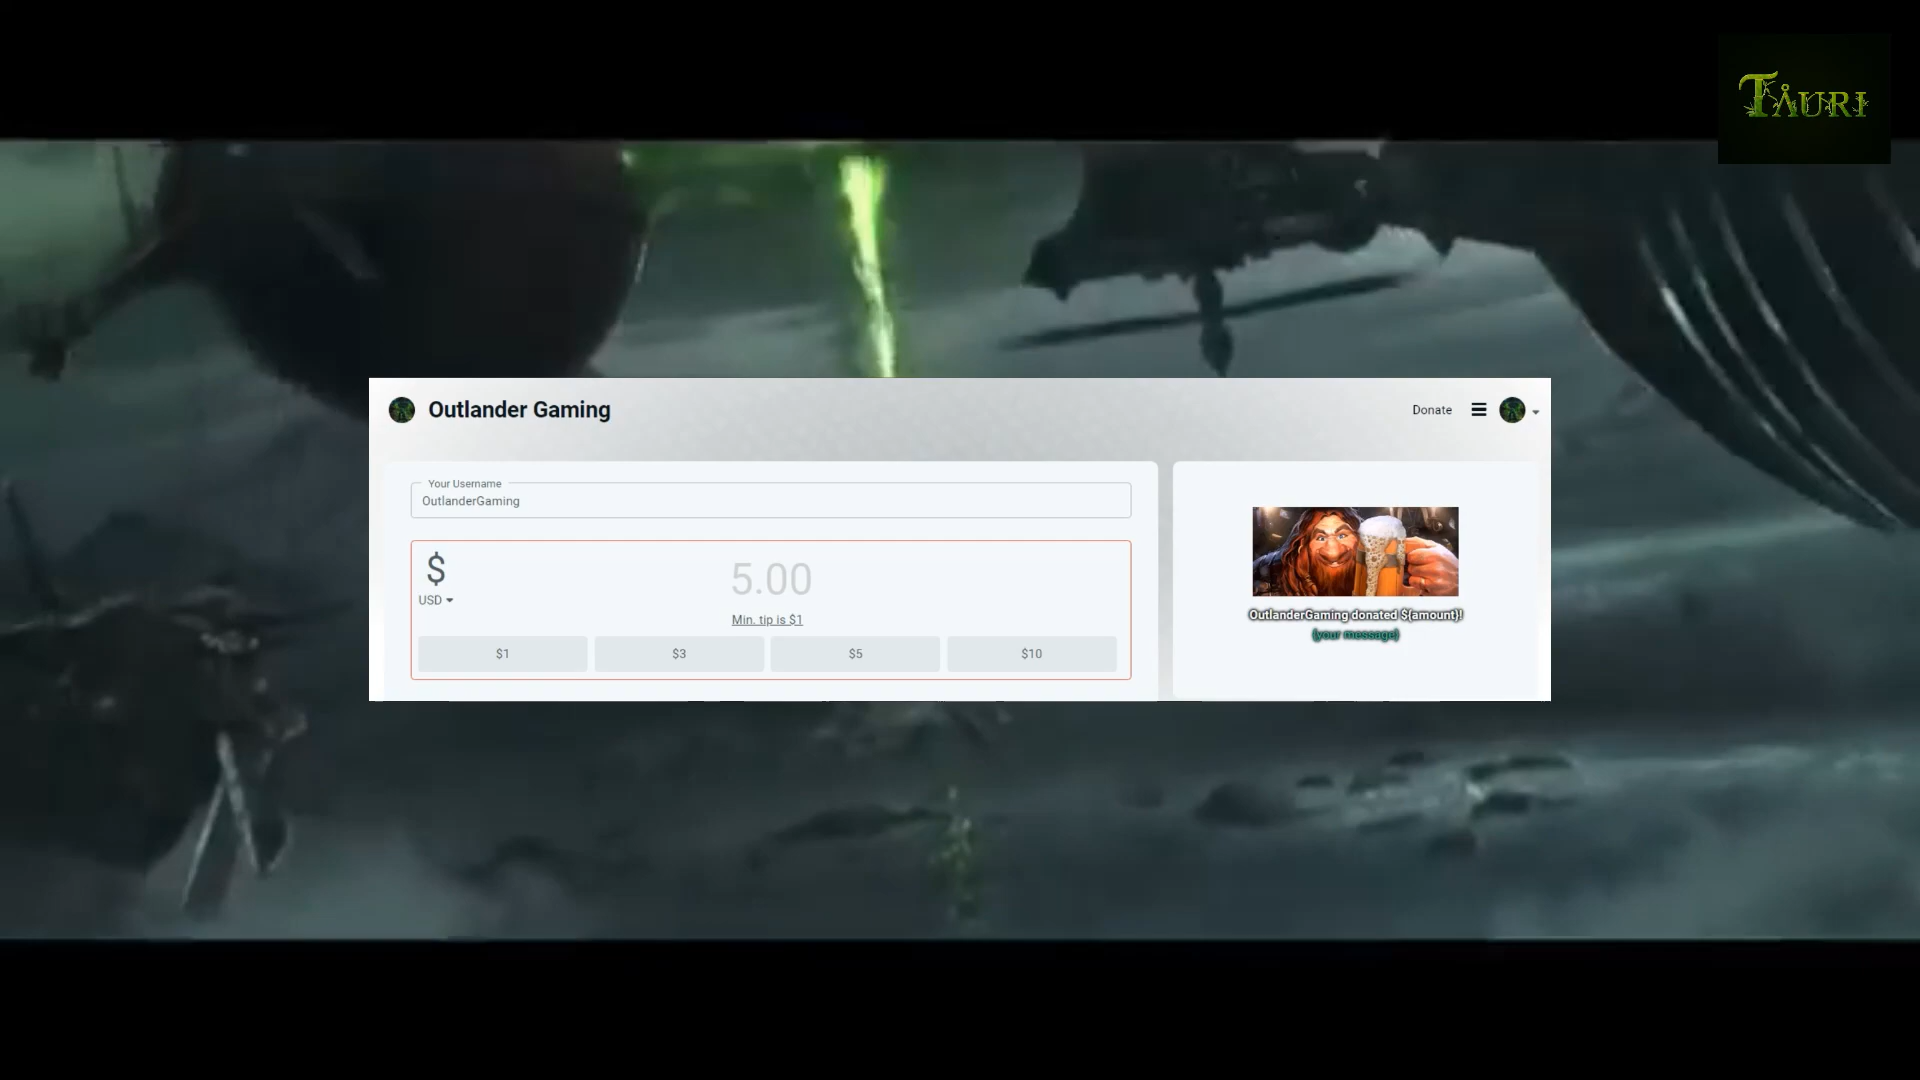 TÅURI
Outlander Gaming
Donate
Your Username
OutlanderGaming
$
USD
5.00
Min. tip is $1
$1
$3
$5
$10
OutlanderGaming donated ${amount}!
{your message}